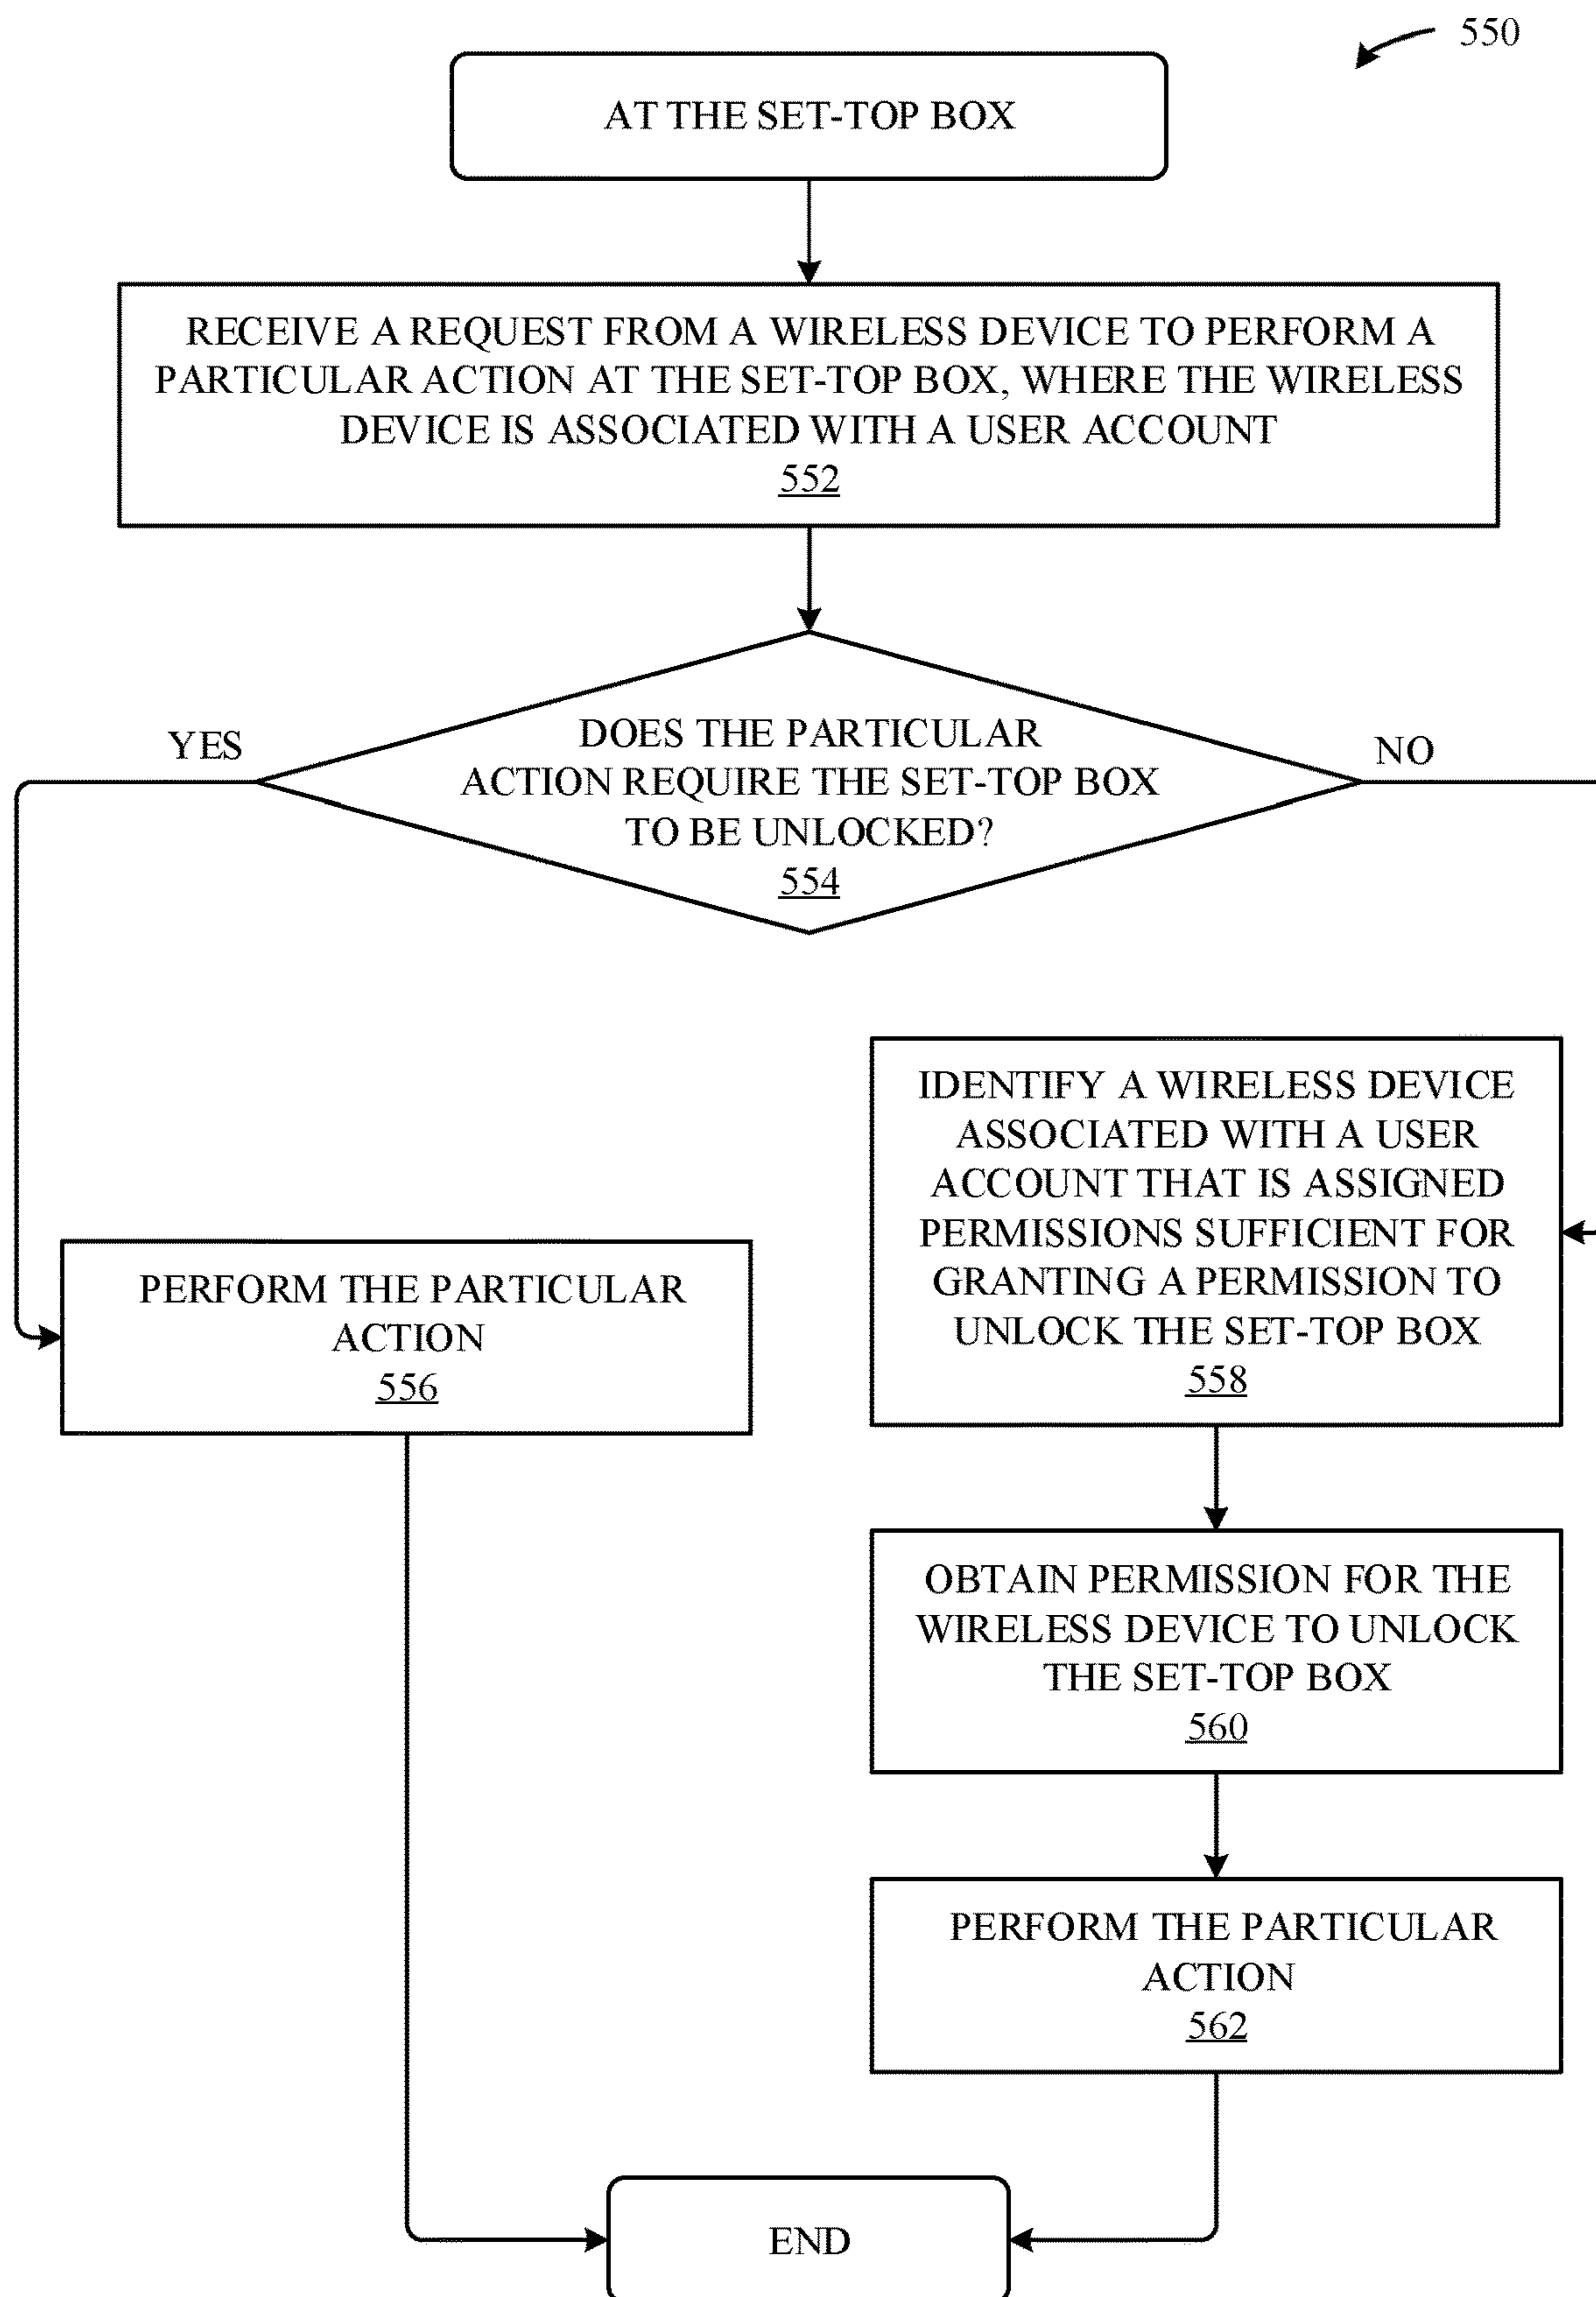 550
AT THE SET-TOP BOX
RECEIVE A REQUEST FROM A WIRELESS DEVICE TO PERFORM A
PARTICULAR ACTION AT THE SET-TOP BOX, WHERE THE WIRELESS
DEVICE IS ASSOCIATED WITH A USER ACCOUNT
552
YES
NO
DOES THE PARTICULAR
ACTION REQUIRE THE SET-TOP BOX
TO BE UNLOCKED?
554
PERFORM THE PARTICULAR
ACTION
556
IDENTIFY A WIRELESS DEVICE
ASSOCIATED WITH A USER
ACCOUNT THAT IS ASSIGNED
PERMISSIONS SUFFICIENT FOR
GRANTING A PERMISSION TO
UNLOCK THE SET-TOP BOX
558
OBTAIN PERMISSION FOR THE
WIRELESS DEVICE TO UNLOCK
THE SET-TOP BOX
560
PERFORM THE PARTICULAR
ACTION
562
END